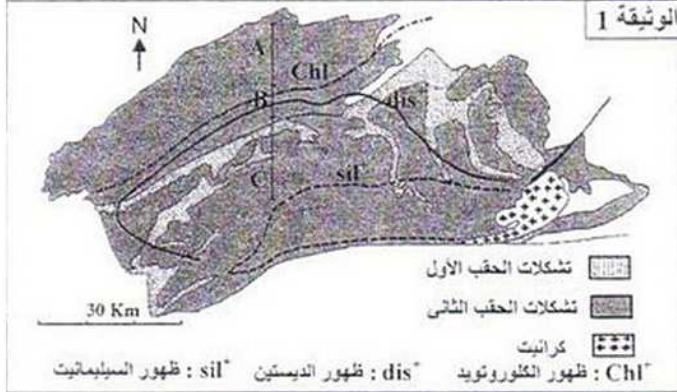 الوثيقة 1
N
A
Chl
B
dis
C
sil
تشكلات الحقب الأول
تشكلات الحقب الثاني
كرانيت
30 Km
Chl⁺ : ظهور الكلوروتويد dis⁺ : ظهور الديستين sil⁺ : ظهور السيليمانيت